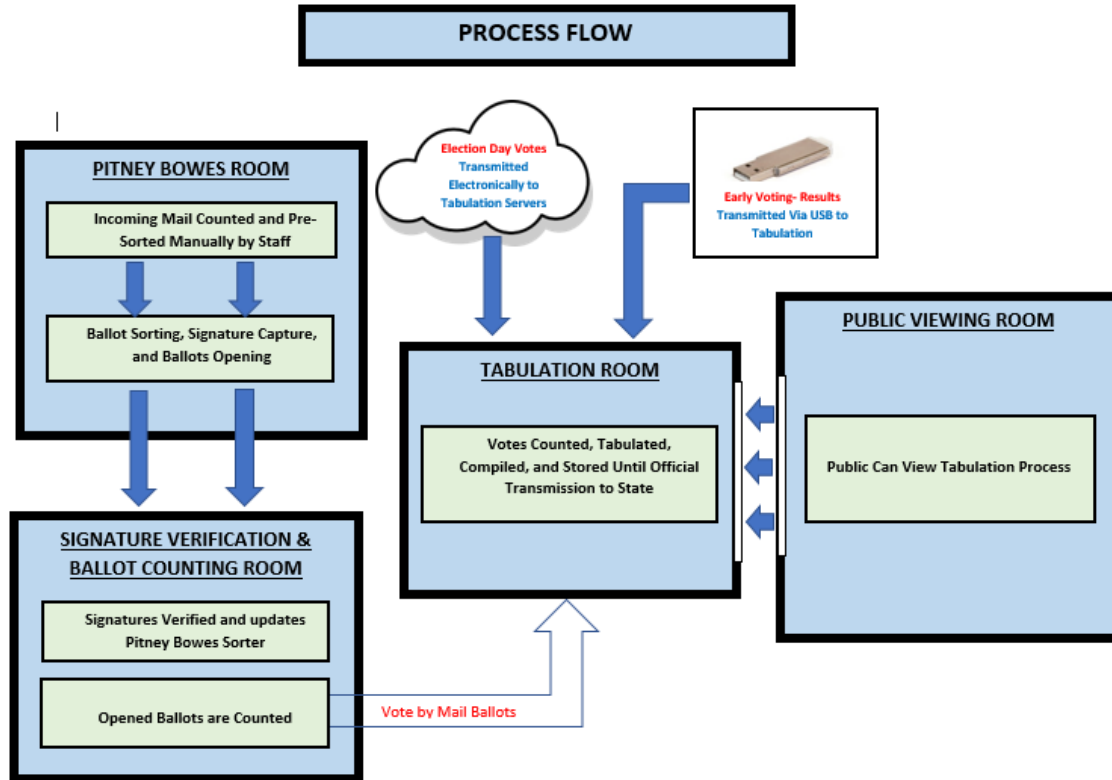 PROCESS FLOW
PITNEY BOWES ROOM
Incoming Mail Counted and Pre-
Sorted Manually by Staff
Ballot Sorting, Signature Capture,
and Ballots Opening
Election Day Votes
Transmitted
Electronically to
Tabulation Servers
Early Voting- Results
Transmitted Via USB to
Tabulation
TABULATION ROOM
Votes Counted, Tabulated,
Compiled, and Stored Until Official
Transmission to State
PUBLIC VIEWING ROOM
Public Can View Tabulation Process
SIGNATURE VERIFICATION &
BALLOT COUNTING ROOM
Signatures Verified and updates
Pitney Bowes Sorter
Opened Ballots are Counted
Vote by Mail Ballots